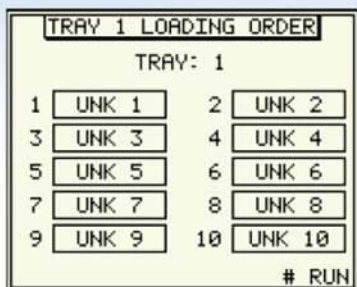 TRAY 1 LOADING ORDER
TRAY: 1
1 UNK 1 2 UNK 2
3 UNK 3 4 UNK 4
5 UNK 5 6 UNK 6
7 UNK 7 8 UNK 8
9 UNK 9 10 UNK 10
# RUN